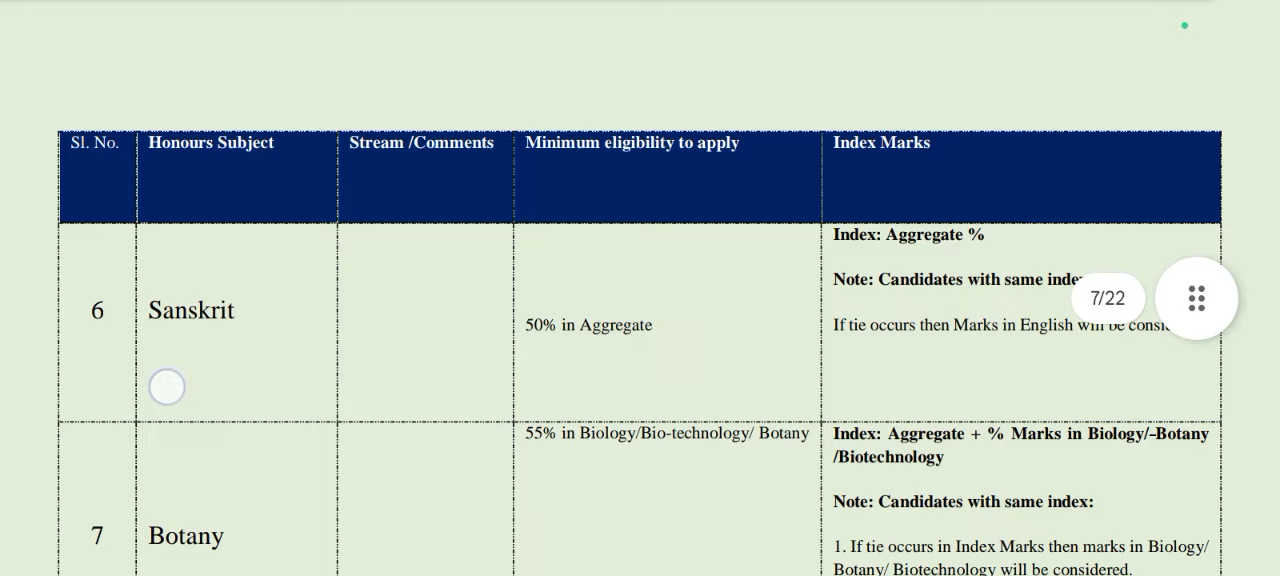 Sl. No. Honours Subject Stream /Comments Minimum eligibility to apply Index Marks
Index: Aggregate %
Note: Candidates with same
7/22
6 Sanskrit
50% in Aggregate
If tie occurs then Marks in English will be
55% in Biology/Bio-technology/ Botany
Index: Aggregate + % Marks in Biology/-Botany
/Biotechnology
Note: Candidates with same index:
7 Botany
1. If tie occurs in Index Marks then marks in Biology/
Botany/ Biotechnology will be considered.